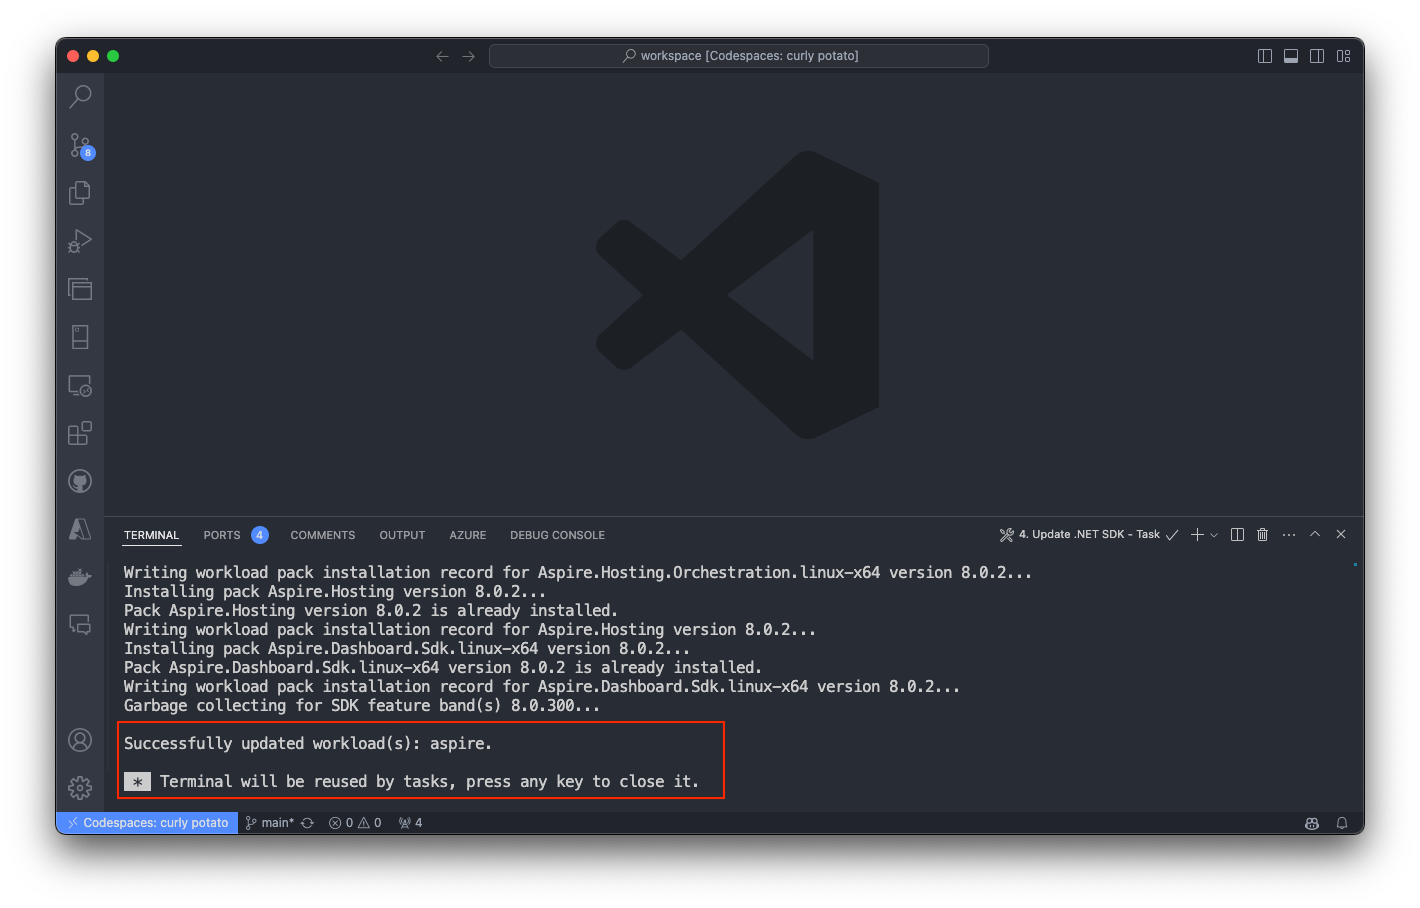 workspace [Codespaces: curly potato]
8
TERMINAL PORTS 4 COMMENTS OUTPUT AZURE DEBUG CONSOLE 4. Update .NET SDK - Task
Writing workload pack installation record for Aspire.Hosting.Orchestration.linux-x64 version 8.0.2...
Installing pack Aspire.Hosting version 8.0.2...
Pack Aspire.Hosting version 8.0.2 is already installed.
Writing workload pack installation record for Aspire.Hosting version 8.0.2...
Installing pack Aspire.Dashboard.Sdk.linux-x64 version 8.0.2...
Pack Aspire.Dashboard.Sdk.linux-x64 version 8.0.2 is already installed.
Writing workload pack installation record for Aspire.Dashboard.Sdk.linux-x64 version 8.0.2...
Garbage collecting for SDK feature band(s) 8.0.300...
Successfully updated workload(s): aspire.
* Terminal will be reused by tasks, press any key to close it.
Codespaces: curly potato main* 0 0 4